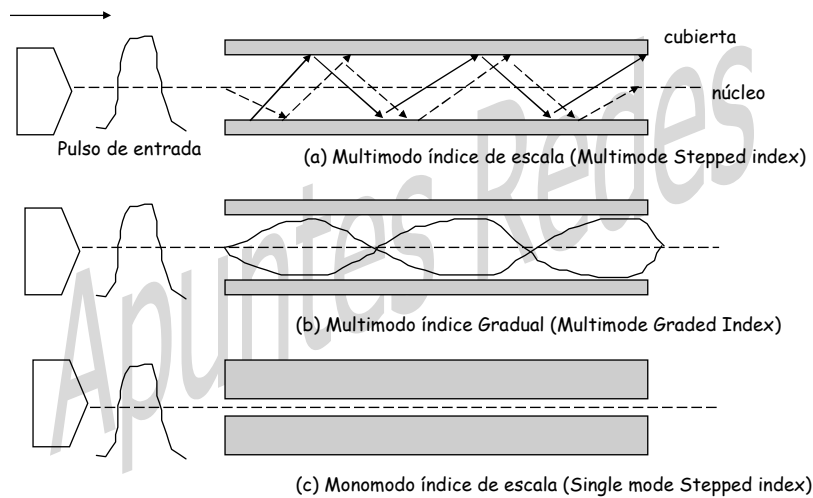 cubierta
núcleo
Pulso de entrada
(a) Multimodo índice de escala (Multimode Stepped index)
(b) Multimodo índice Gradual (Multimode Graded Index)
(c) Monomodo índice de escala (Single mode Stepped index)
Apuntes Redes